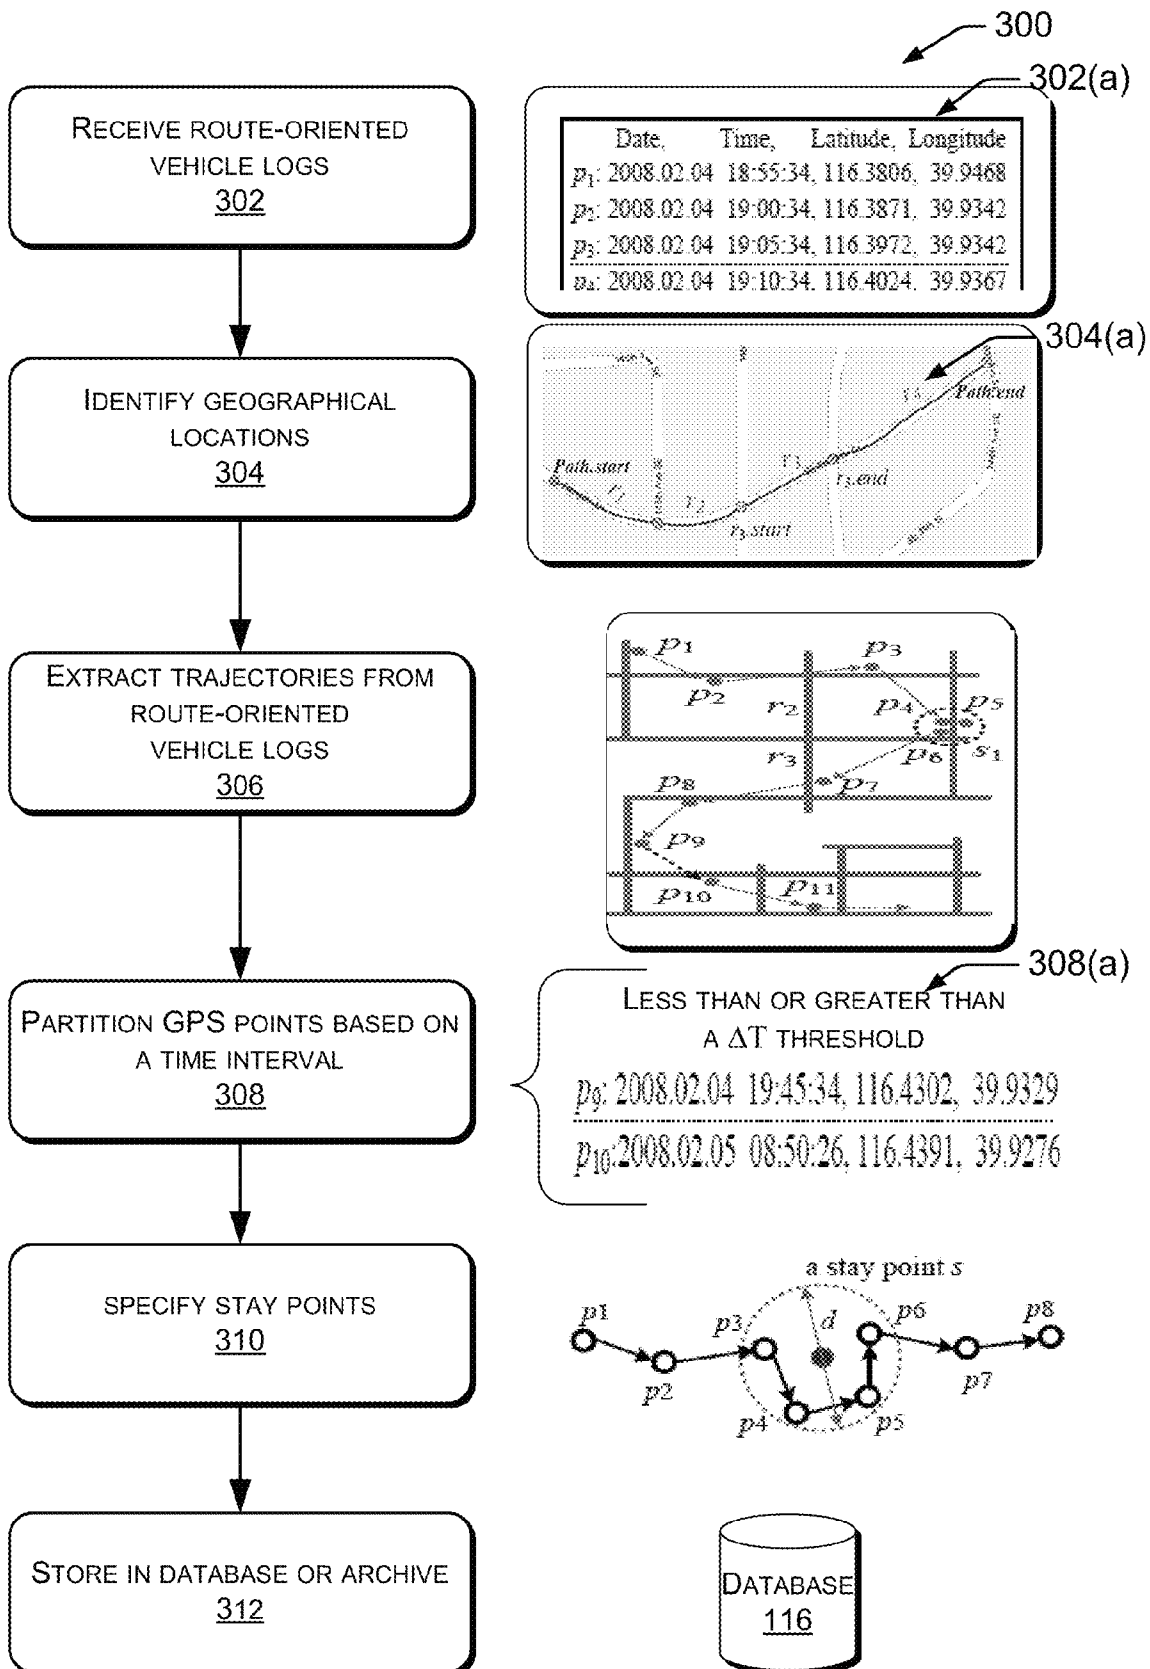 300
RECEIVE ROUTE-ORIENTED
VEHICLE LOGS
302
302(a)
Date, Time, Latitude, Longitude
p1: 2008.02.04 18:55:34, 116.3806, 39.9468
p2: 2008.02.04 19:00:34, 116.3871, 39.9342
p3: 2008.02.04 19:05:34, 116.3972, 39.9342
p4: 2008.02.04 19:10:34, 116.4024, 39.9367
IDENTIFY GEOGRAPHICAL
LOCATIONS
304
304(a)
Path.end
r4
Path.start
r1
r2
r3
r3.end
r3.start
EXTRACT TRAJECTORIES FROM
ROUTE-ORIENTED
VEHICLE LOGS
306
p1
p2
p3
r2
p4
p5
r3
p6
s1
p7
p8
p9
p10
p11
PARTITION GPS POINTS BASED ON
A TIME INTERVAL
308
308(a)
LESS THAN OR GREATER THAN
A ΔT THRESHOLD
p9: 2008.02.04 19:45:34, 116.4302, 39.9329
p10:2008.02.05 08:50:26, 116.4391, 39.9276
SPECIFY STAY POINTS
310
a stay point s
p1
p2
p3
d
p4
p5
p6
p7
p8
STORE IN DATABASE OR ARCHIVE
312
DATABASE
116